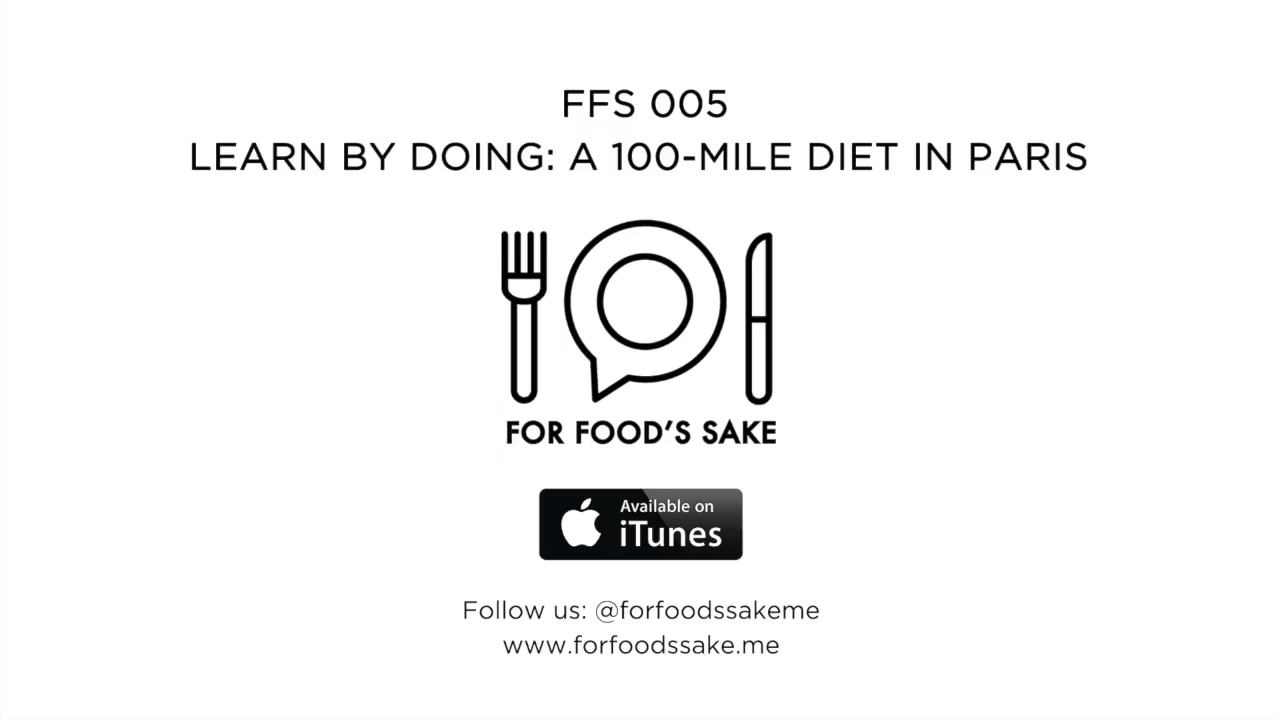 FFS 005
LEARN BY DOING: A 100-MILE DIET IN PARIS
FOR FOOD'S SAKE
Available on
iTunes
Follow us: @forfoodssakeme
www.forfoodssake.me